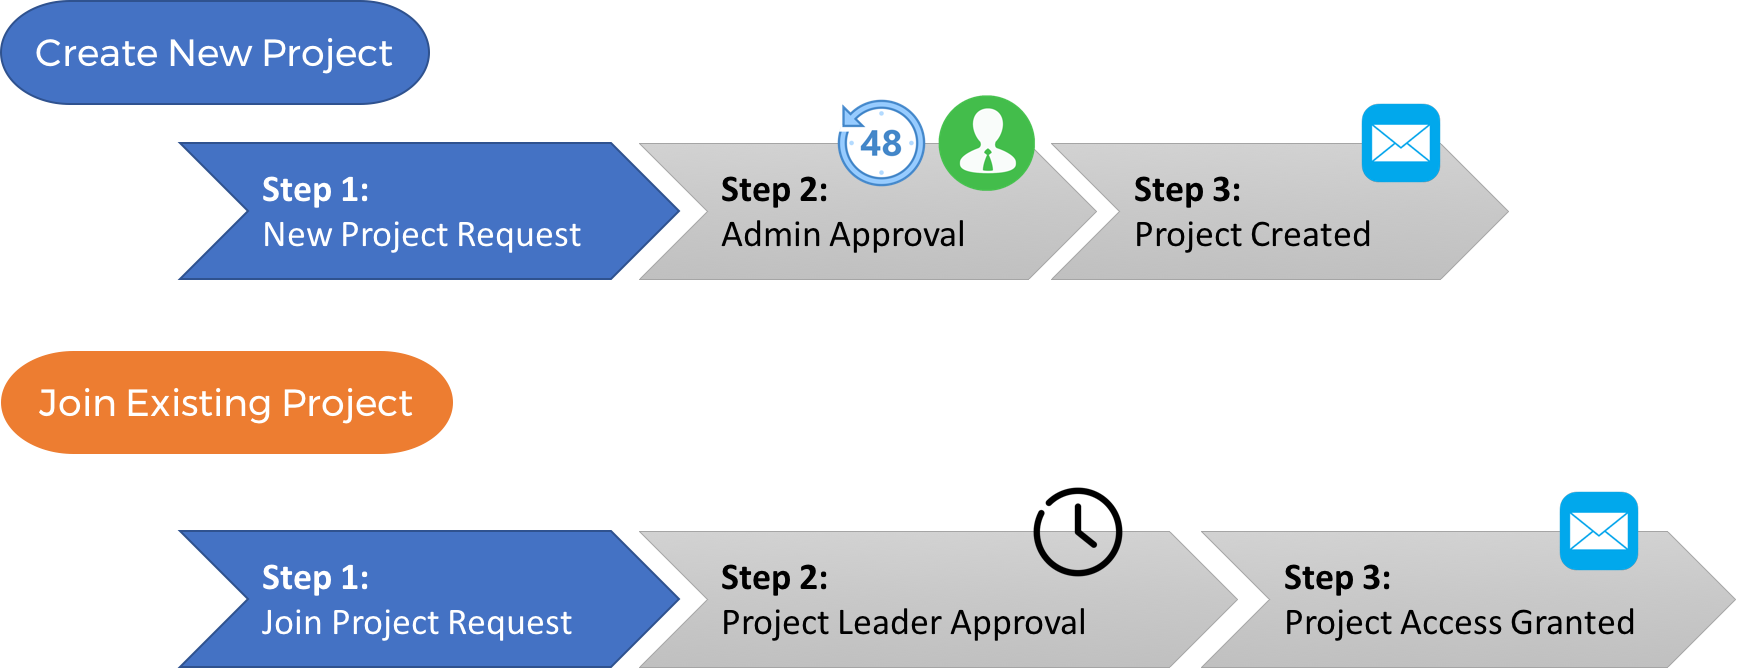 Create New Project
48
Step 1:
New Project Request
Step 2:
Admin Approval
Step 3:
Project Created
Join Existing Project
Step 1:
Join Project Request
Step 2:
Project Leader Approval
Step 3:
Project Access Granted